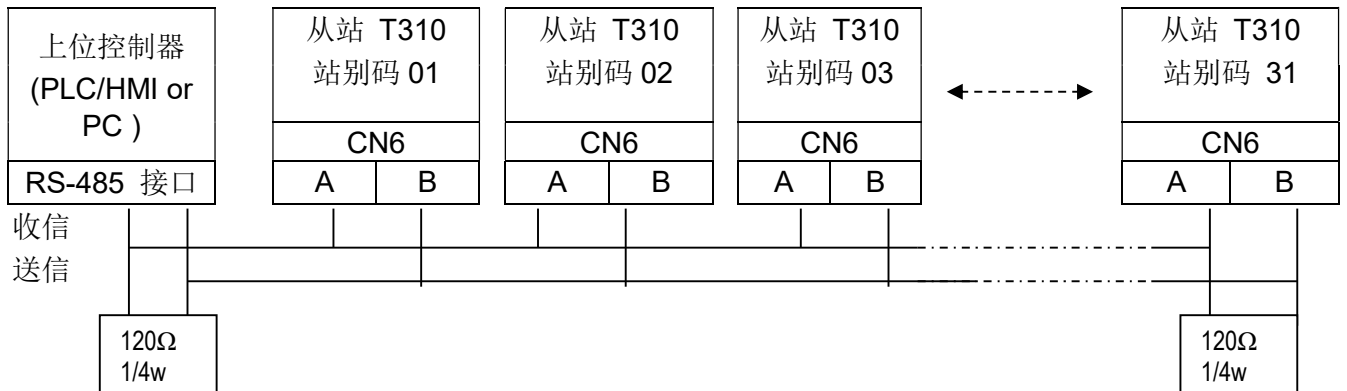 上位控制器
(PLC/HMI or
PC )
RS-485 接口
从站 T310
站别码 01
CN6
A B
从站 T310
站别码 02
CN6
A B
从站 T310
站别码 03
CN6
A B
从站 T310
站别码 31
CN6
A B
收信
送信
120Ω
1/4w
120Ω
1/4w